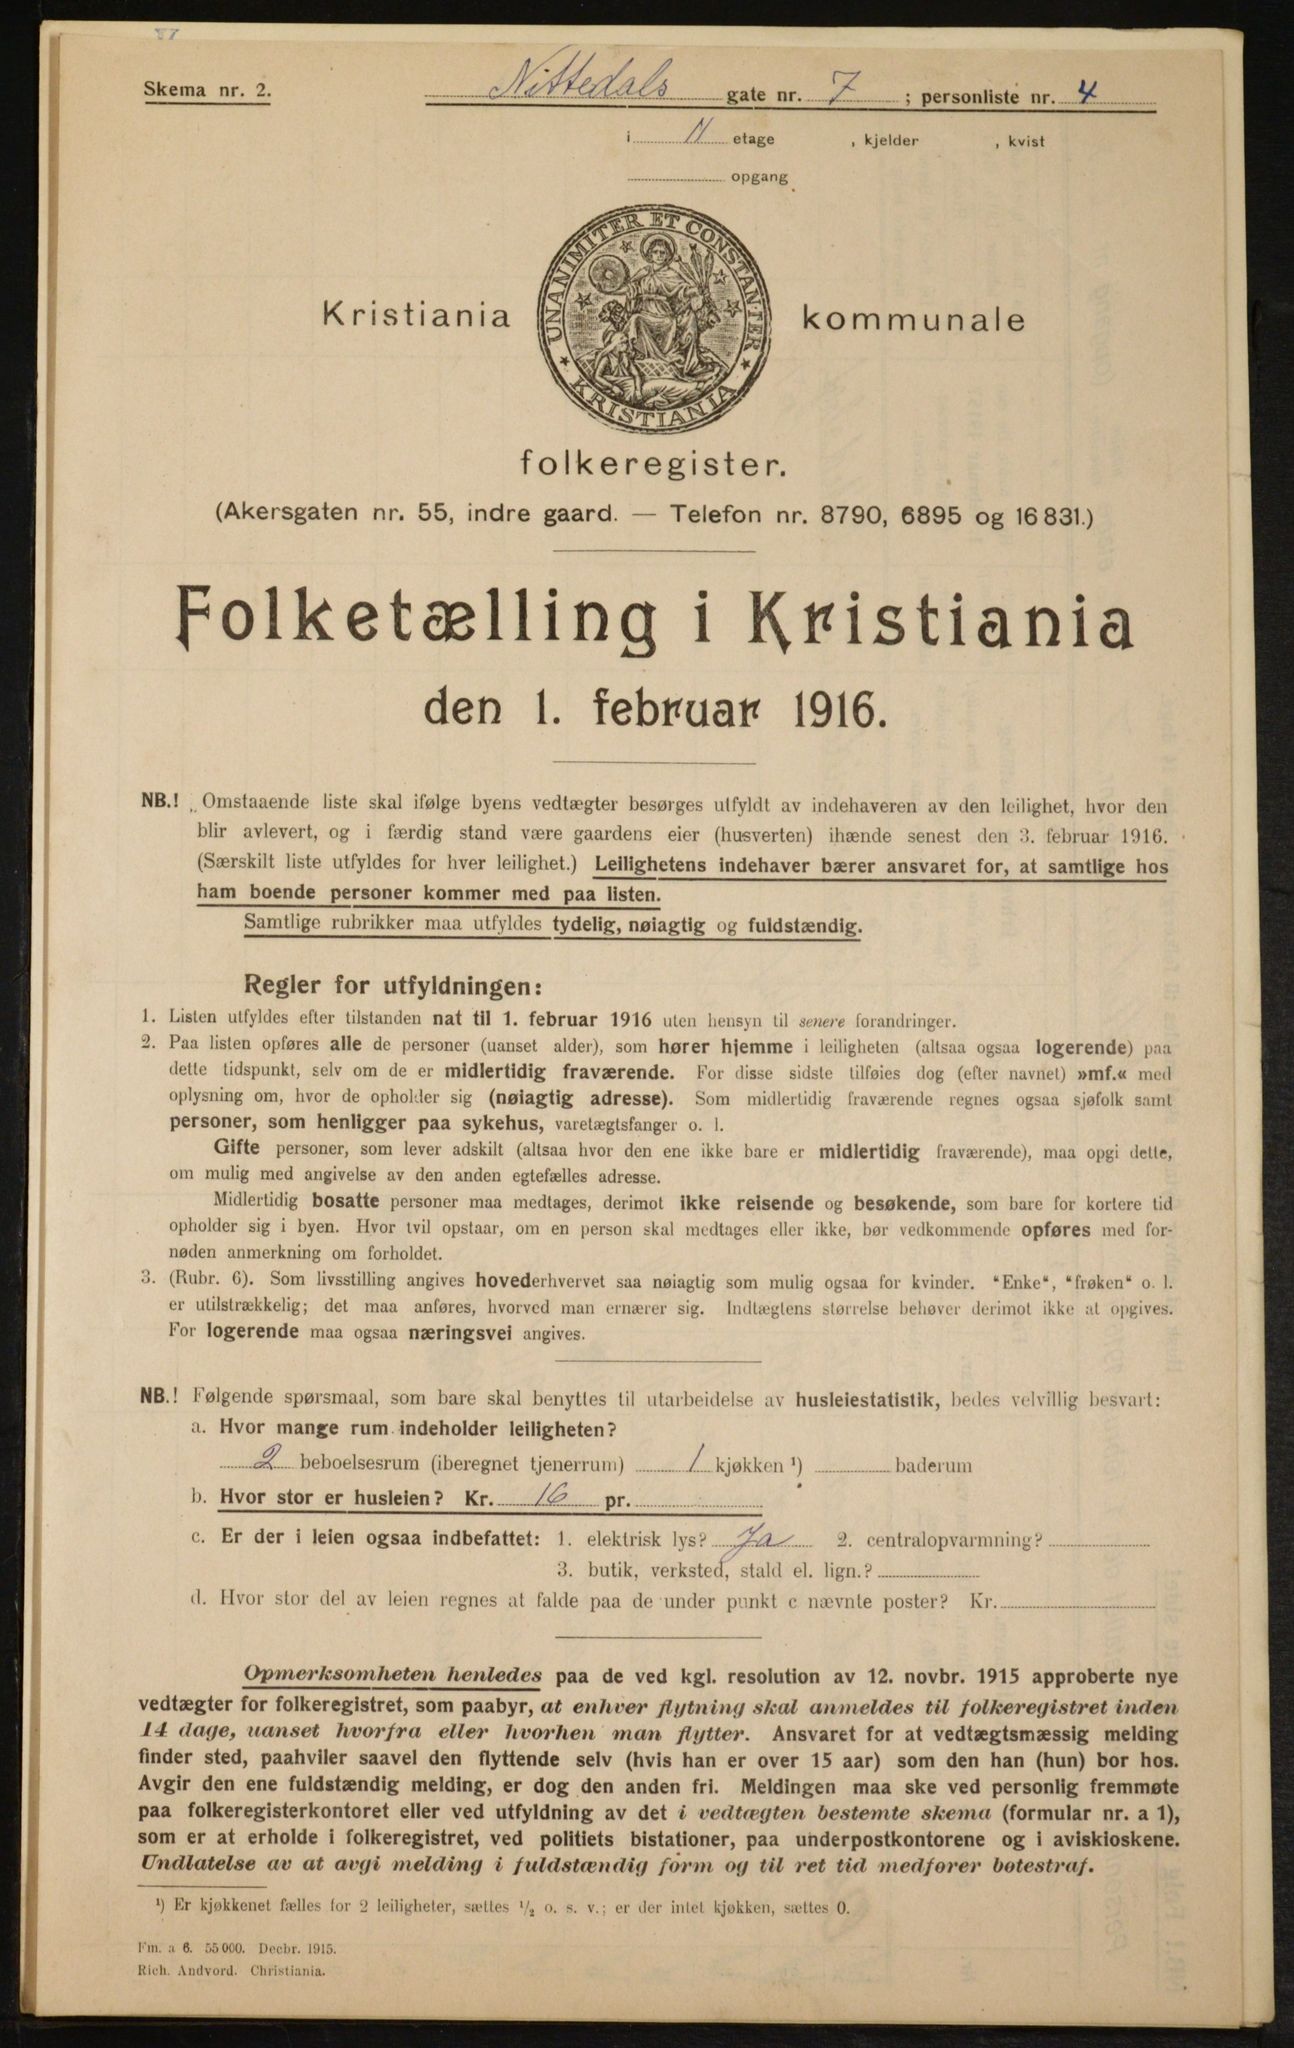 Skema nr. 2.
Nittedals gate nr. 7 ; personliste nr. 4
i II etage , kjelder , kvist
opgang
UNANIMITER ET CONSTANTER
KRISTIANIA
Kristiania kommunale
folkeregister.
(Akersgaten nr. 55, indre gaard. — Telefon nr. 8790, 6895 og 16831.)
Folketælling i Kristiania
den 1. februar 1916.
NB.! Omstaaende liste skal ifølge byens vedtægter besørges utfyldt av indehaveren av den leilighet, hvor den
blir avlevert, og i færdig stand være gaardens eier (husverten) ihænde senest den 3. februar 1916.
(Særskilt liste utfyldes for hver leilighet.) Leilighetens indehaver bærer ansvaret for, at samtlige hos
ham boende personer kommer med paa listen.
Samtlige rubrikker maa utfyldes tydelig, nøiagtig og fuldstændig.
Regler for utfyldningen:
1. Listen utfyldes efter tilstanden nat til 1. februar 1916 uten hensyn til senere forandringer.
2. Paa listen opføres alle de personer (uanset alder), som hører hjemme i leiligheten (altsaa ogsaa logerende) paa
dette tidspunkt, selv om de er midlertidig fraværende. For disse sidste tilføies dog (efter navnet) »mf.« med
oplysning om, hvor de opholder sig (nøiagtig adresse). Som midlertidig fraværende regnes ogsaa sjøfolk samt
personer, som henligger paa sykehus, varetægtsfanger o. l.
Gifte personer, som lever adskilt (altsaa hvor den ene ikke bare er midlertidig fraværende), maa opgi dette,
om mulig med angivelse av den anden egtefælles adresse.
Midlertidig bosatte personer maa medtages, derimot ikke reisende og besøkende, som bare for kortere tid
opholder sig i byen. Hvor tvil opstaar, om en person skal medtages eller ikke, bør vedkommende opføres med for-
nøden anmerkning om forholdet.
3. (Rubr. 6). Som livsstilling angives hovederhvervet saa nøiagtig som mulig ogsaa for kvinder. "Enke", "frøken" o. l.
er utilstrækkelig; det maa anføres, hvorved man ernærer sig. Indtægtens størrelse behøver derimot ikke at opgives.
For logerende maa ogsaa næringsvei angives.
NB.! Følgende spørsmaal, som bare skal benyttes til utarbeidelse av husleiestatistik, bedes velvillig besvart:
a. Hvor mange rum indeholder leiligheten?
2 beboelsesrum (iberegnet tjenerrum) 1 kjøkken ¹) baderum
b. Hvor stor er husleien? Kr. 16 pr.
c. Er der i leien ogsaa indbefattet: 1. elektrisk lys? Ja 2. centralopvarmning?
3. butik, verksted, stald el. lign.?
d. Hvor stor del av leien regnes at falde paa de under punkt c nævnte poster? Kr.
Opmerksomheten henledes paa de ved kgl. resolution av 12. novbr. 1915 approberte nye
vedtægter for folkeregistret, som paabyr, at enhver flytning skal anmeldes til folkeregistret inden
14 dage, uanset hvorfra eller hvorhen man flytter. Ansvaret for at vedtægtsmæssig melding
finder sted, paahviler saavel den flyttende selv (hvis han er over 15 aar) som den han (hun) bor hos.
Avgir den ene fuldstændig melding, er dog den anden fri. Meldingen maa ske ved personlig fremmøte
paa folkeregisterkontoret eller ved utfyldning av det i vedtægten bestemte skema (formular nr. a 1),
som er at erholde i folkeregistret, ved politiets bistationer, paa underpostkontorene og i aviskioskene.
Undlatelse av at avgi melding i fuldstændig form og til ret tid medfører bøtestraf.
¹) Er kjøkkenet fælles for 2 leiligheter, sættes ½ o. s. v.; er der intet kjøkken, sættes 0.
Fm. a 6. 55000. Decbr. 1915.
Rich. Andvord. Christiania.